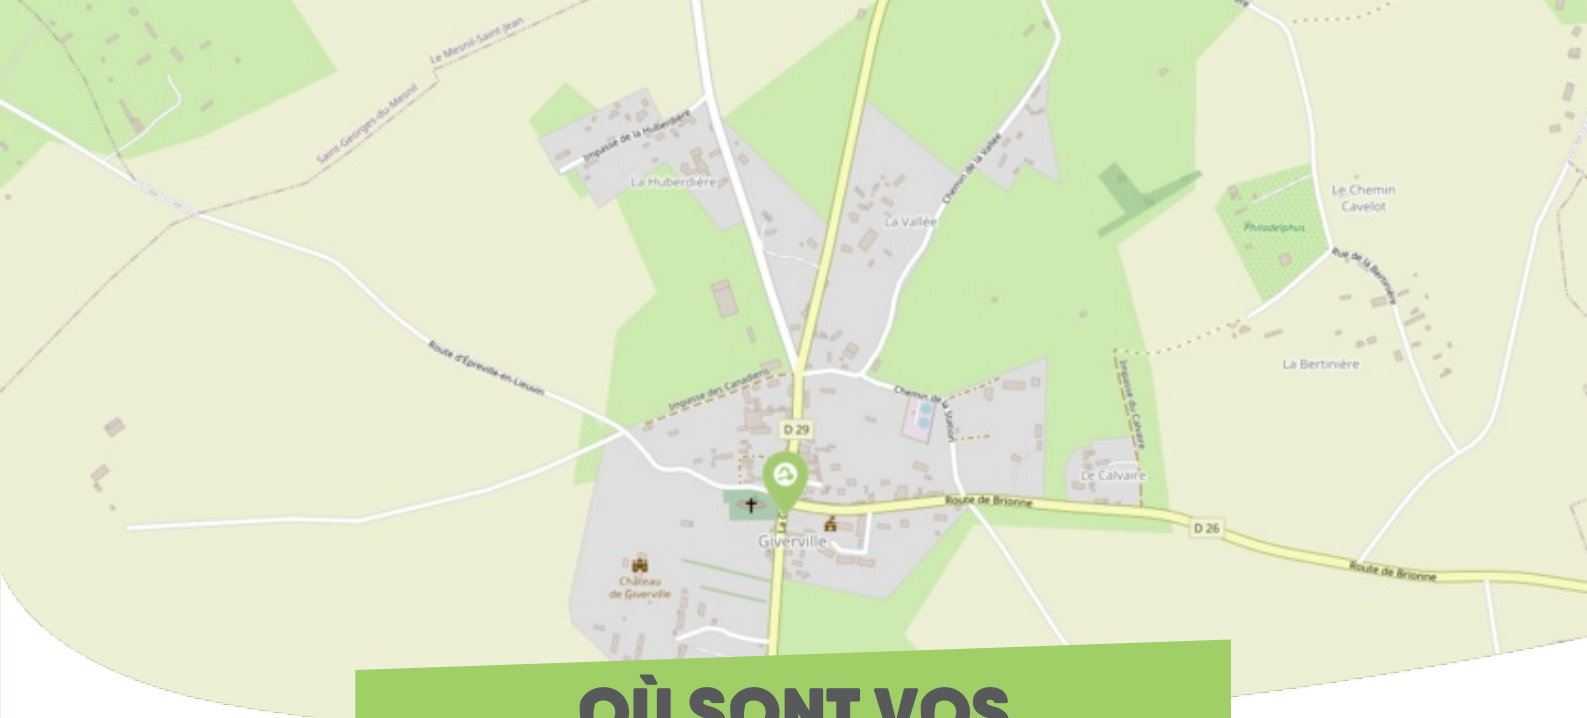 Le Mesnil-Saint-Jean
Saint-Georges-du-Mesnil
Impasse de la Huberdière
La Huberdière
Chemin de la Vallée
La Vallée
Le Chemin
Cavelot
Philadelphus
Rue de la Bertinière
La Bertinière
Route d'Épreville-en-Lieuvin
Impasse des Canadiens
Chemin de la Station
Impasse du Calvaire
D 29
Le Calvaire
Route de Brionne
D 26
Giverville
Route de Brionne
Château
de Giverville
OÙ SONT VOS